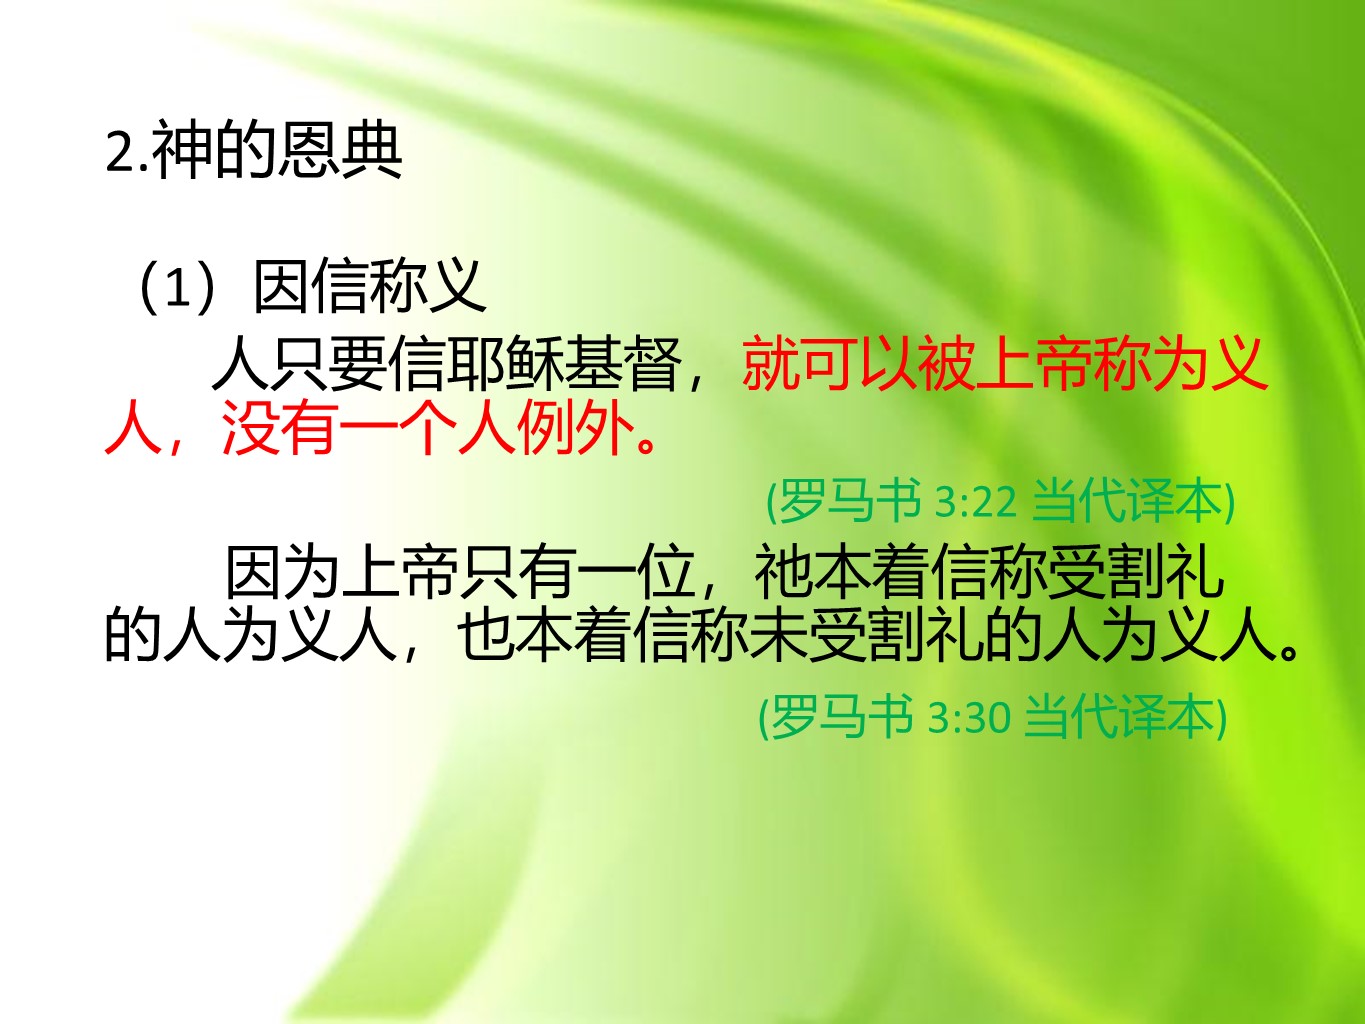 2.神的恩典
（1）因信称义
人只要信耶稣基督，就可以被上帝称为义
人，没有一个人例外。
(罗马书 3:22 当代译本)
因为上帝只有一位，祂本着信称受割礼
的人为义人，也本着信称未受割礼的人为义人。
(罗马书 3:30 当代译本)